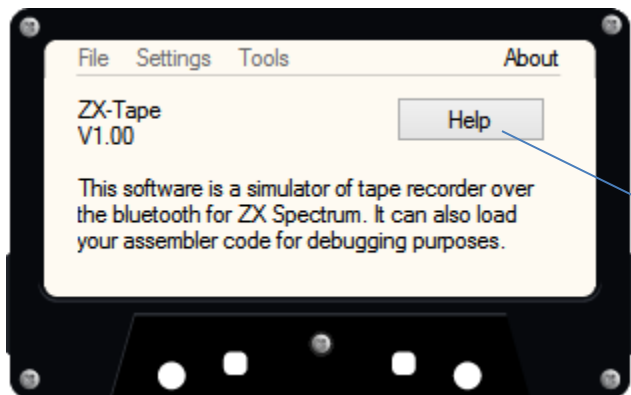 File Settings Tools About
ZX-Tape
V1.00
Help
This software is a simulator of tape recorder over
the bluetooth for ZX Spectrum. It can also load
your assembler code for debugging purposes.